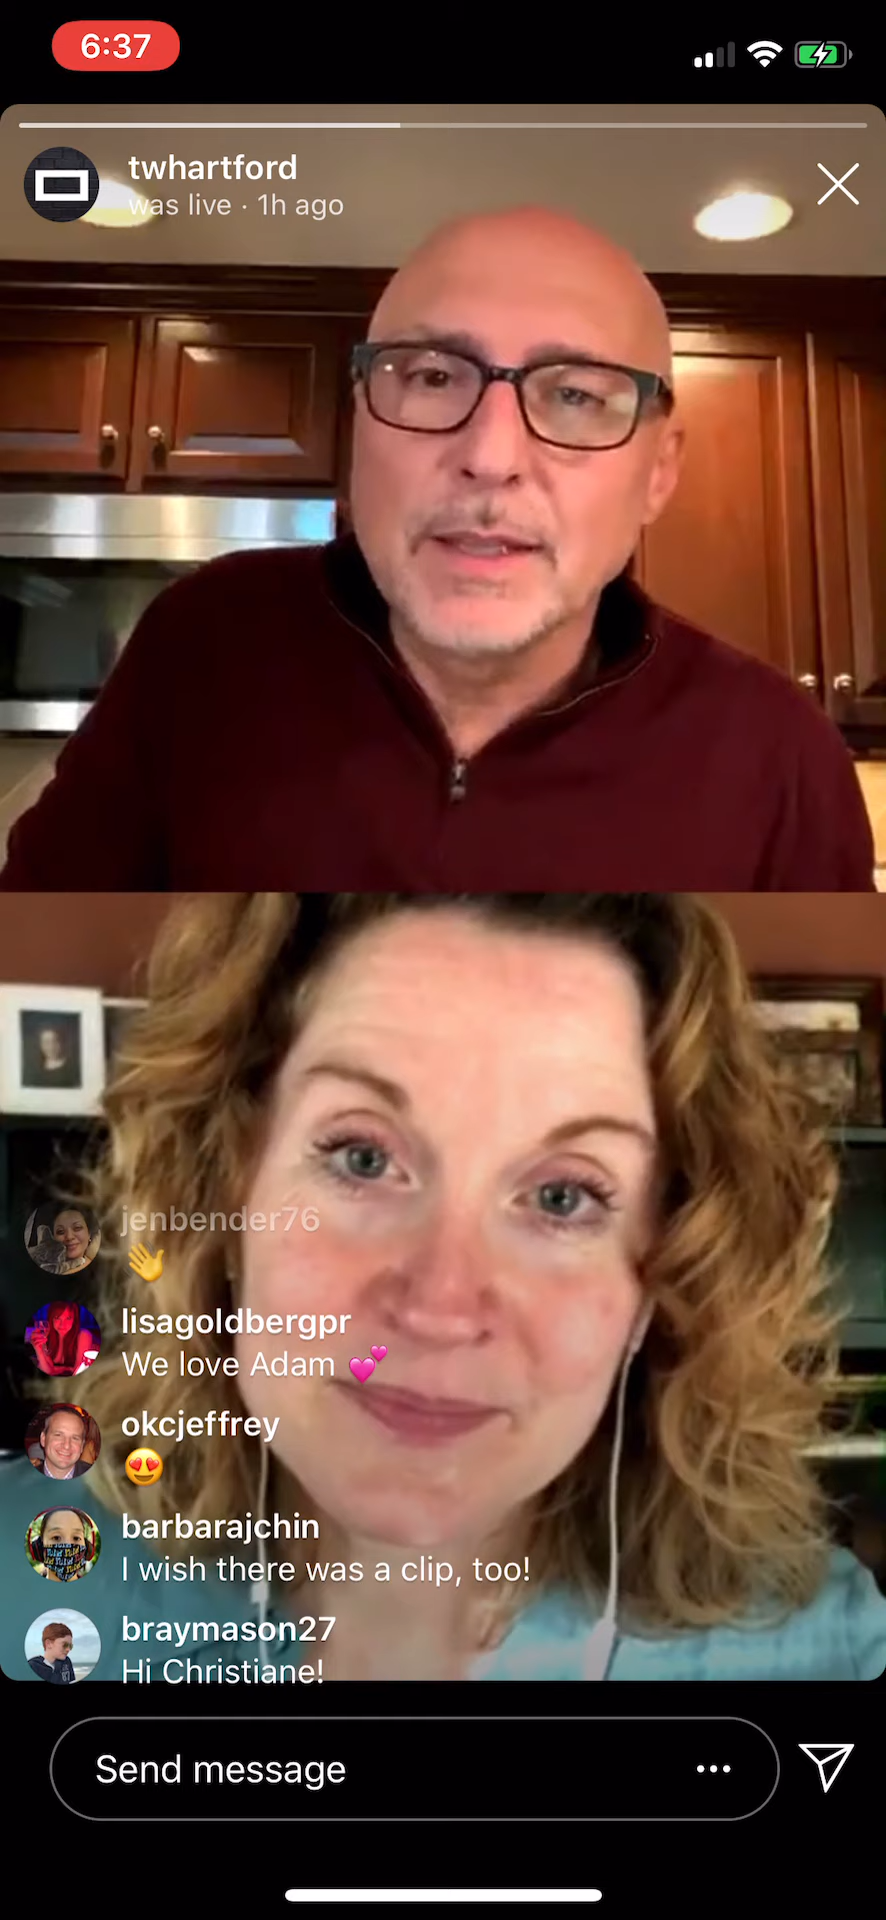 6:37
twhartford
was live · 1h ago
jenbender76
👋
lisagoldbergpr
We love Adam 💕
okcjeffrey
😍
barbarajchin
I wish there was a clip, too!
braymason27
Hi Christiane!
Send message